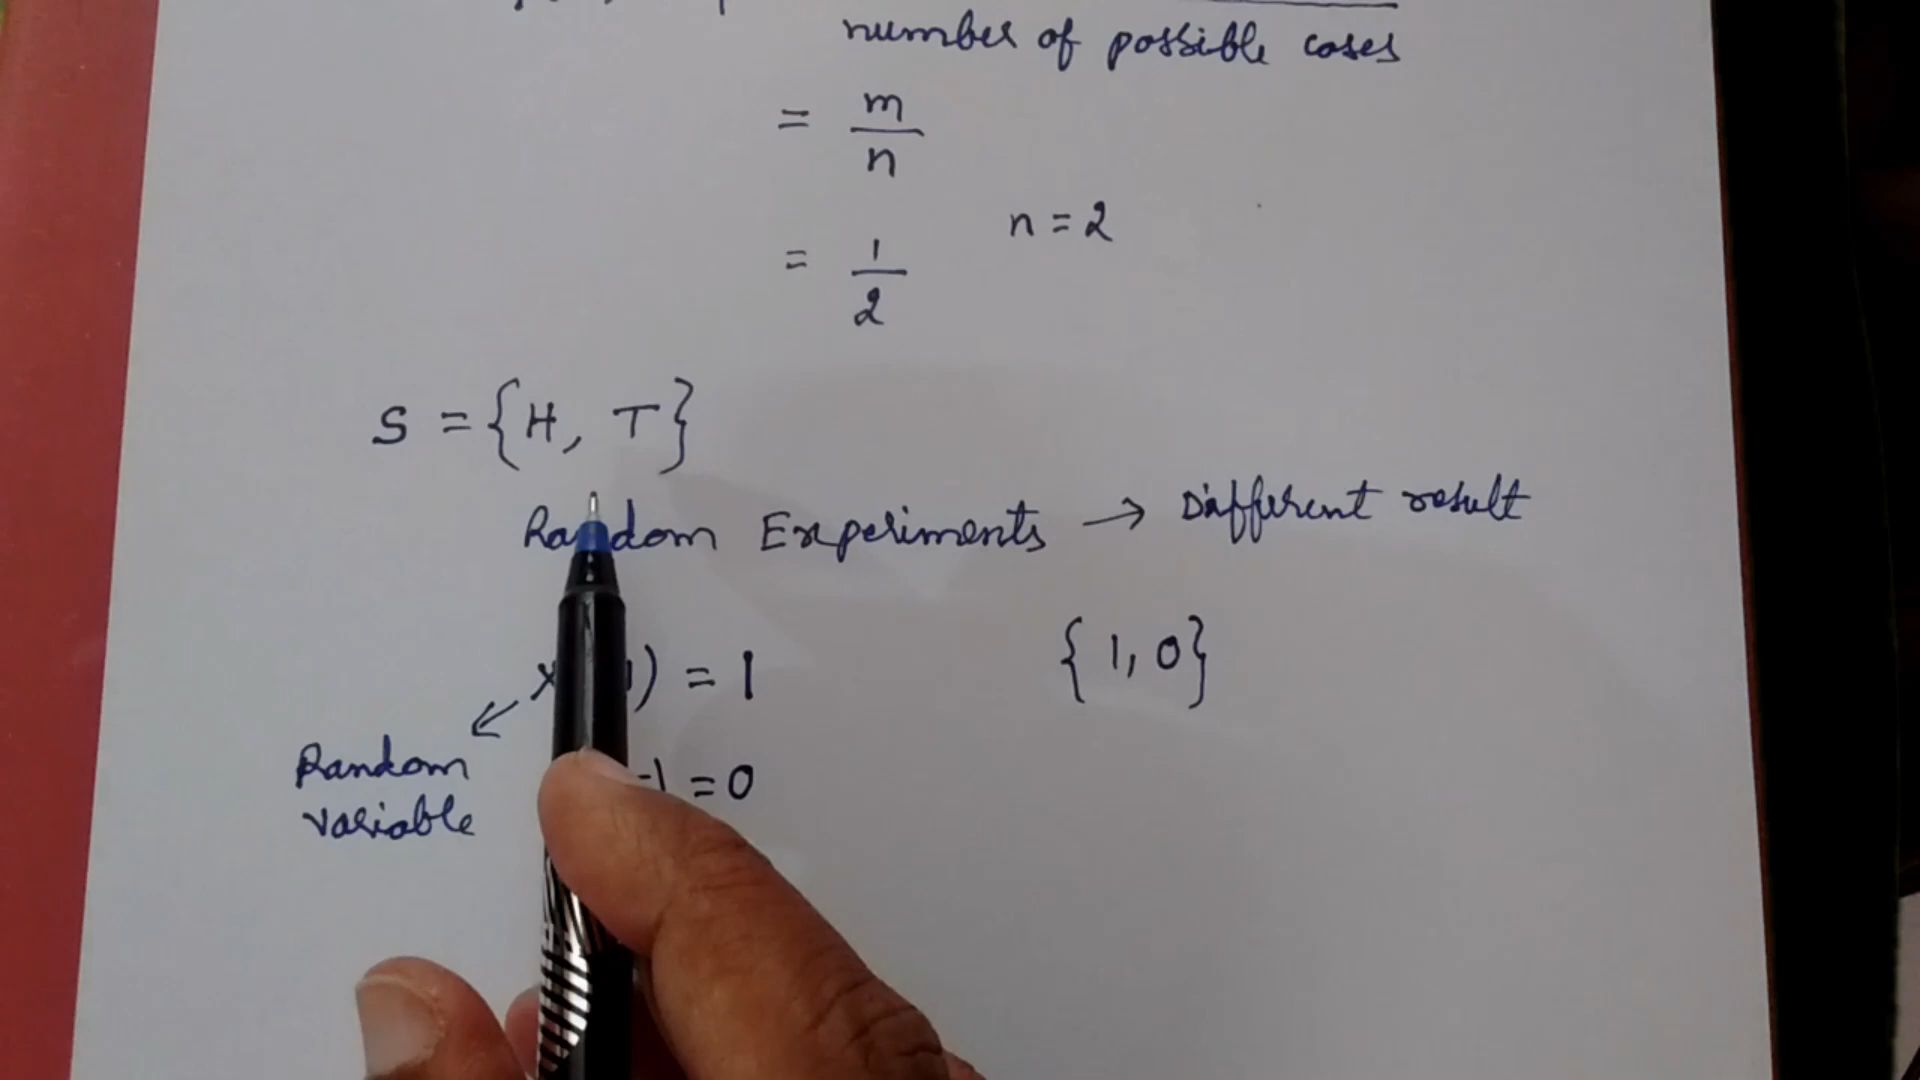 number of possible cases
= m
n
n = 2
= 1
2
S = {H, T}
Random Experiments → Different result
) = 1
{ 1, 0}
Random
variable
= 0